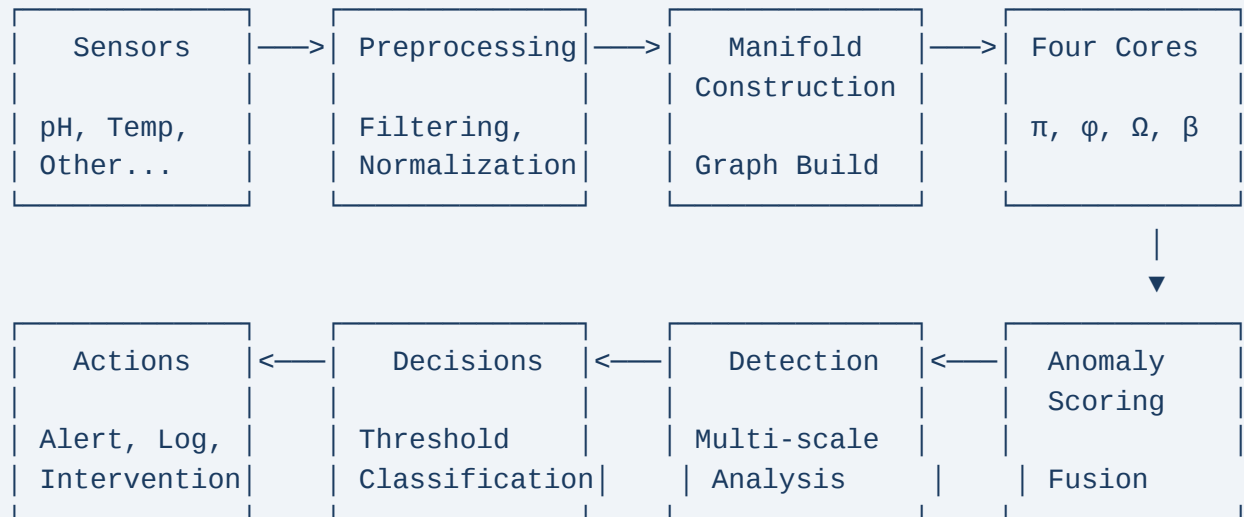 Sensors ───> Preprocessing ───> Manifold ───> Four Cores
Construction
pH, Temp, Filtering, π, φ, Ω, β
Other... Normalization Graph Build
▼
Actions <─── Decisions <─── Detection <─── Anomaly
Scoring
Alert, Log, Threshold Multi-scale
Intervention Classification Analysis Fusion